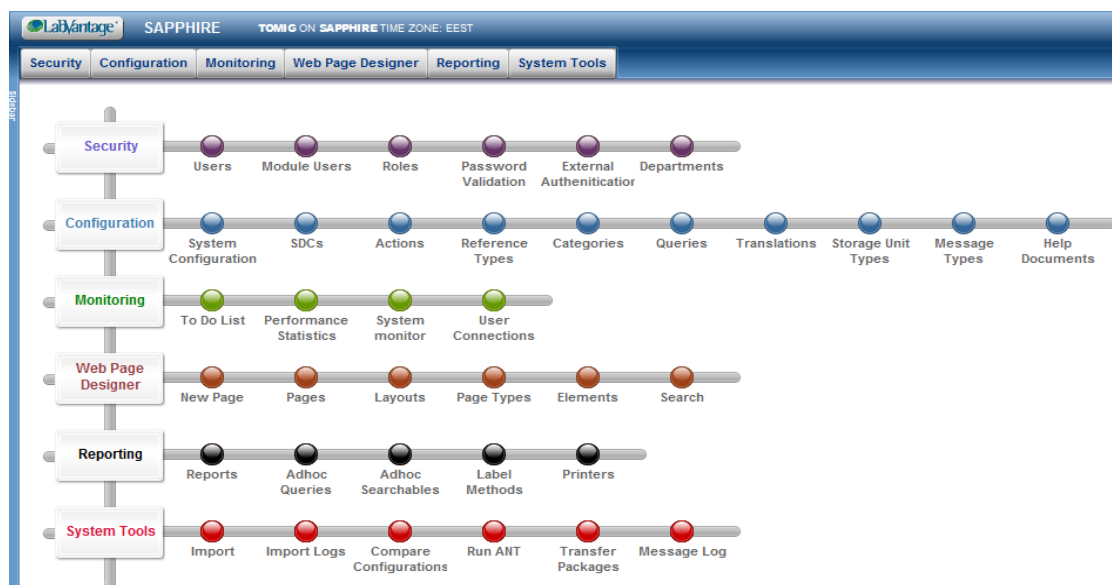 LabVantage SAPPHIRE TOMIG ON SAPPHIRE TIME ZONE: EEST
Security Configuration Monitoring Web Page Designer Reporting System Tools
sidebar
Security
Users Module Users Roles Password External Departments
Validation Authenitication
Configuration
System SDCs Actions Reference Categories Queries Translations Storage Unit Message Help
Configuration Types Types Types Documents
Monitoring
To Do List Performance System User
Statistics monitor Connections
Web Page
Designer
New Page Pages Layouts Page Types Elements Search
Reporting
Reports Adhoc Adhoc Label Printers
Queries Searchables Methods
System Tools
Import Import Logs Compare Run ANT Transfer Message Log
Configurations Packages